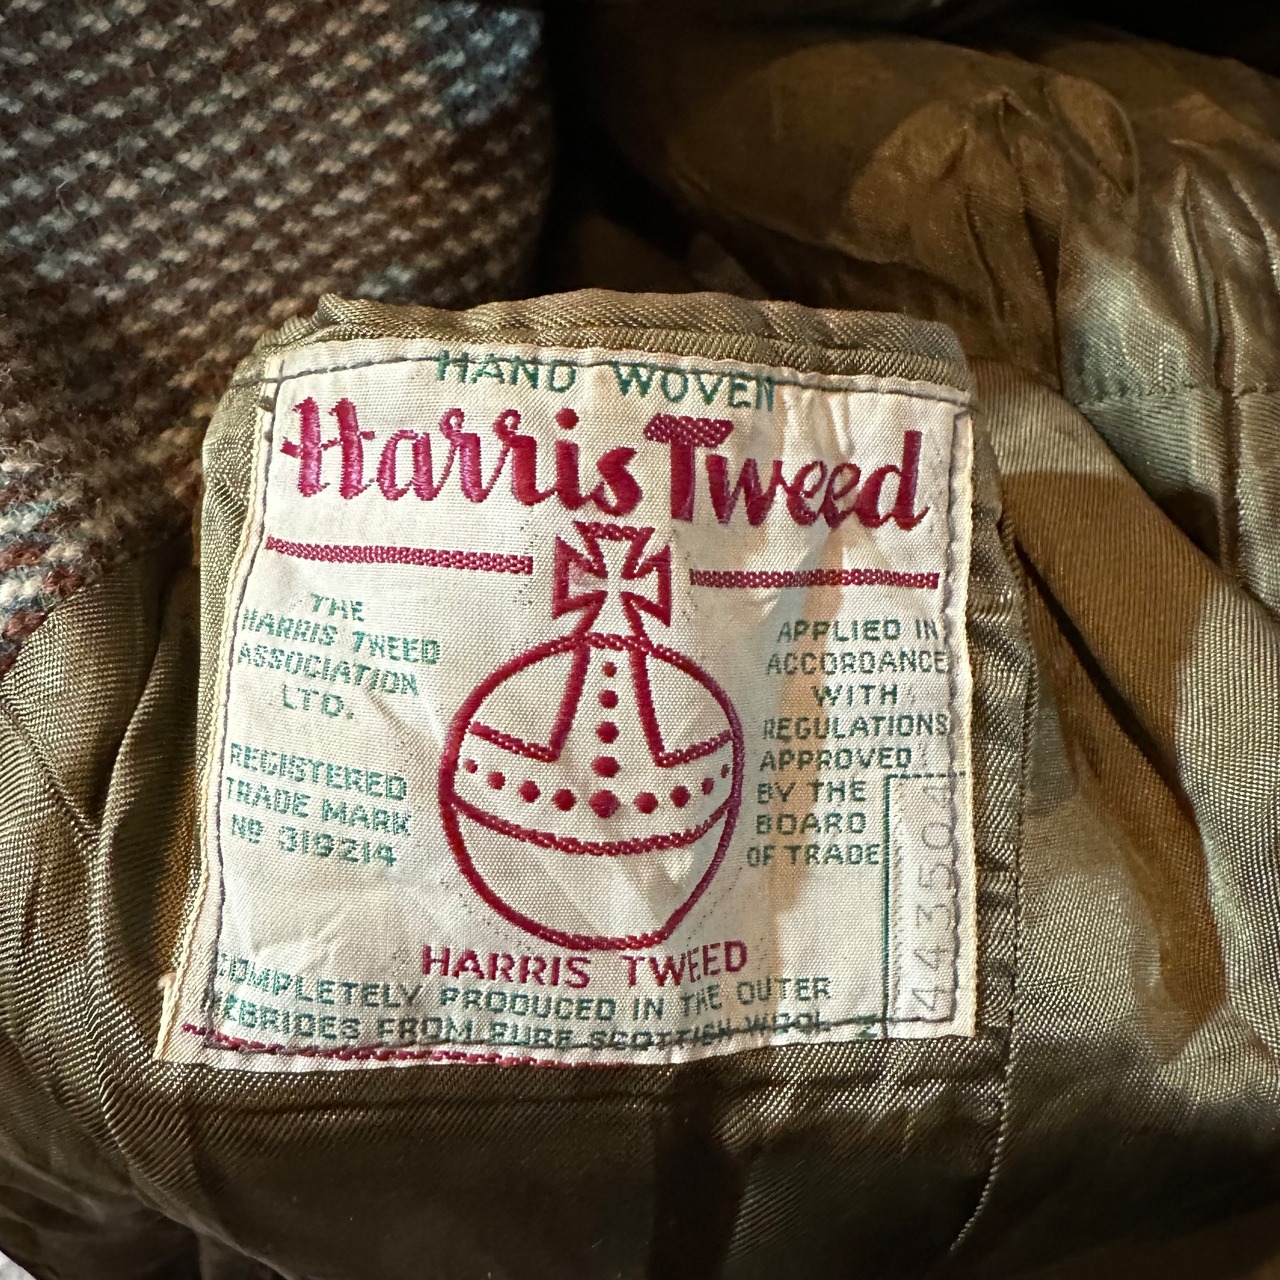 HAND WOVEN
Harris Tweed
THE
HARRIS TWEED
ASSOCIATION
LTD.
REGISTERED
TRADE MARK
Nº 319214
APPLIED IN
ACCORDANCE
WITH
REGULATIONS
APPROVED
BY THE
BOARD
OF TRADE
HARRIS TWEED
COMPLETELY PRODUCED IN THE OUTER
HEBRIDES FROM PURE SCOTTISH WOOL
443504